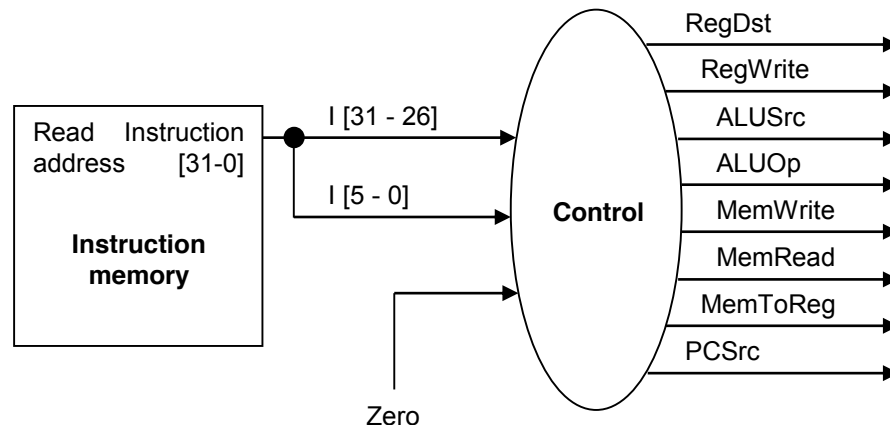 Read Instruction
address [31-0]
Instruction
memory
I [31 - 26]
I [5 - 0]
Zero
Control
RegDst
RegWrite
ALUSrc
ALUOp
MemWrite
MemRead
MemToReg
PCSrc